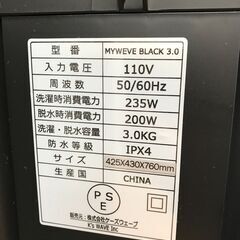 型番 MYWEVE BLACK 3.0
入力電圧 110V
周波数 50/60Hz
洗濯時消費電力 235W
脱水時消費電力 200W
洗濯・脱水容量 3.0KG
防水等級 IPX4
サイズ 425X430X760mm
生産国 CHINA
PS
E
販売元：株式会社ケーズウェーブ
K's WAVE Inc